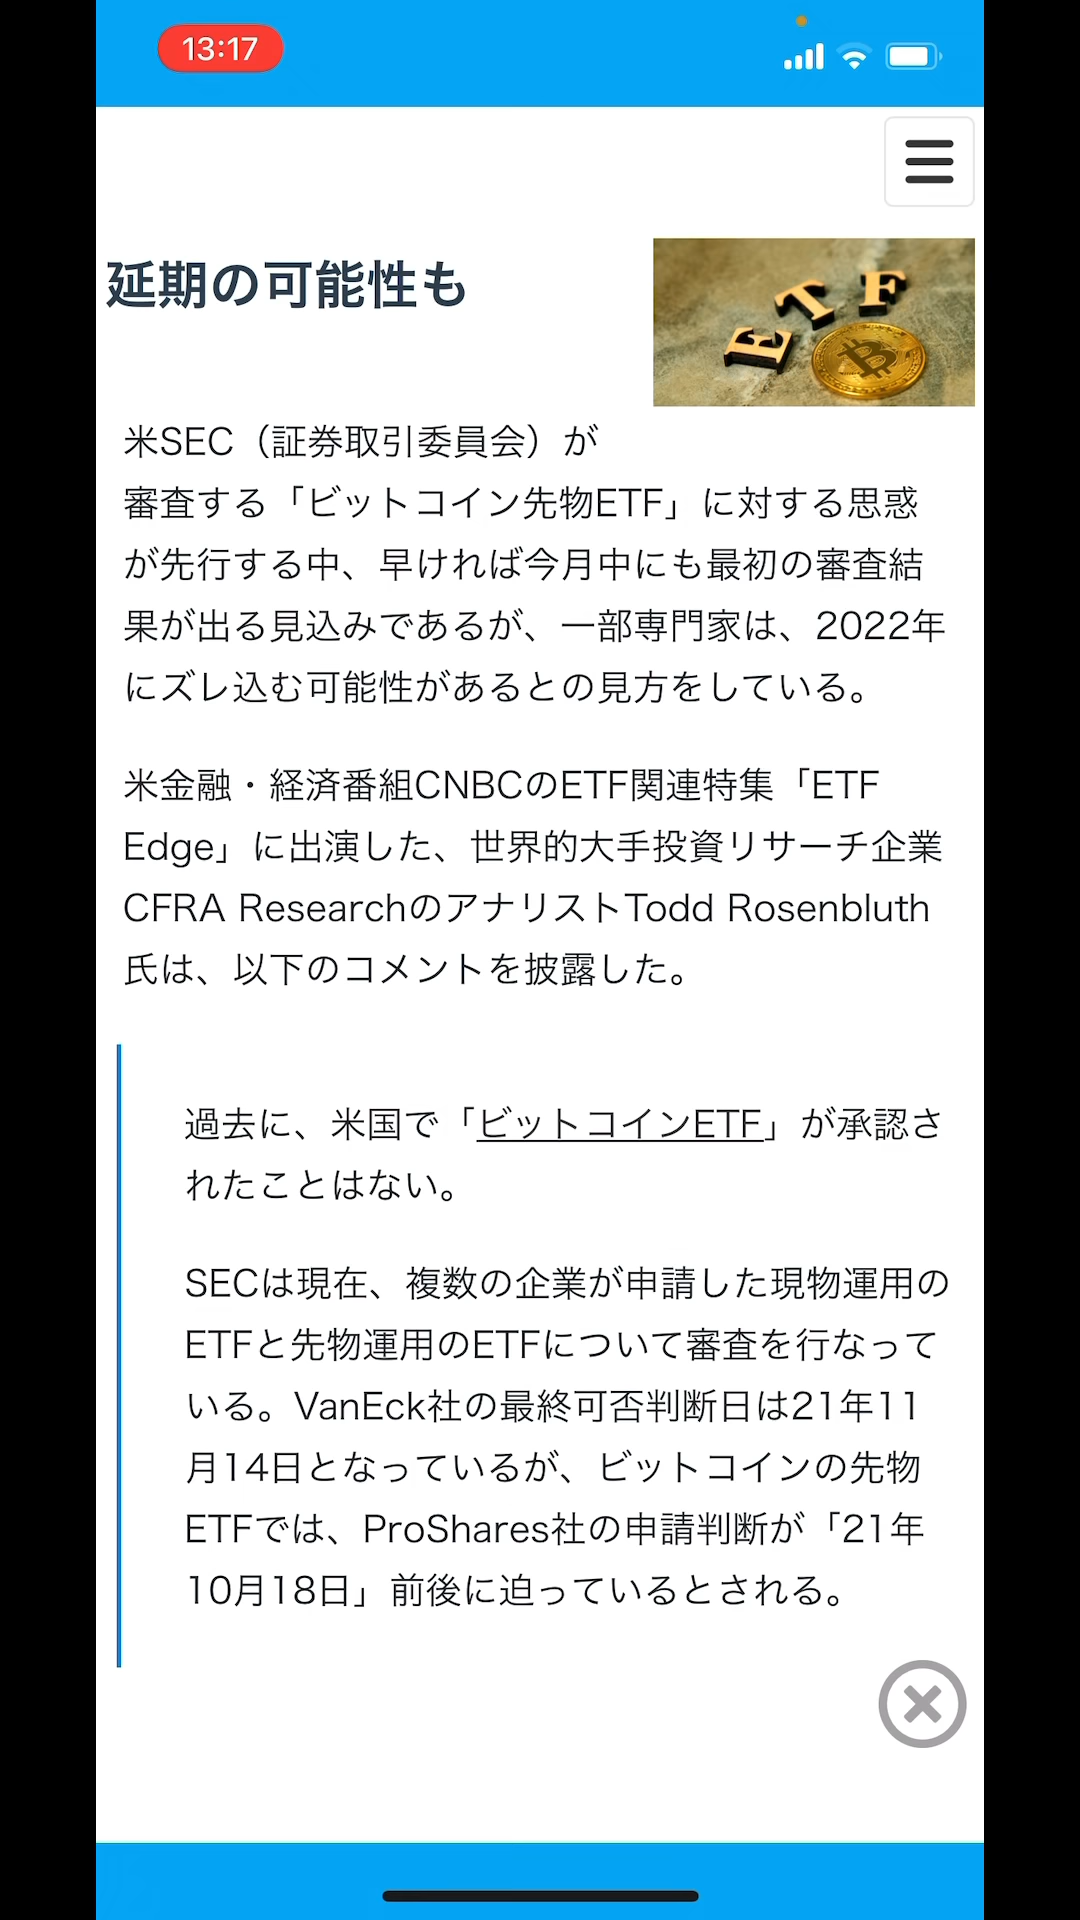 13:17
延期の可能性も
E T F
米SEC（証券取引委員会）が
審査する「ビットコイン先物ETF」に対する思惑
が先行する中、早ければ今月中にも最初の審査結
果が出る見込みであるが、一部専門家は、2022年
にズレ込む可能性があるとの見方をしている。
米金融・経済番組CNBCのETF関連特集「ETF
Edge」に出演した、世界的大手投資リサーチ企業
CFRA ResearchのアナリストTodd Rosenbluth
氏は、以下のコメントを披露した。
過去に、米国で「ビットコインETF」が承認さ
れたことはない。
SECは現在、複数の企業が申請した現物運用の
ETFと先物運用のETFについて審査を行なって
いる。VanEck社の最終可否判断日は21年11
月14日となっているが、ビットコインの先物
ETFでは、ProShares社の申請判断が「21年
10月18日」前後に迫っているとされる。